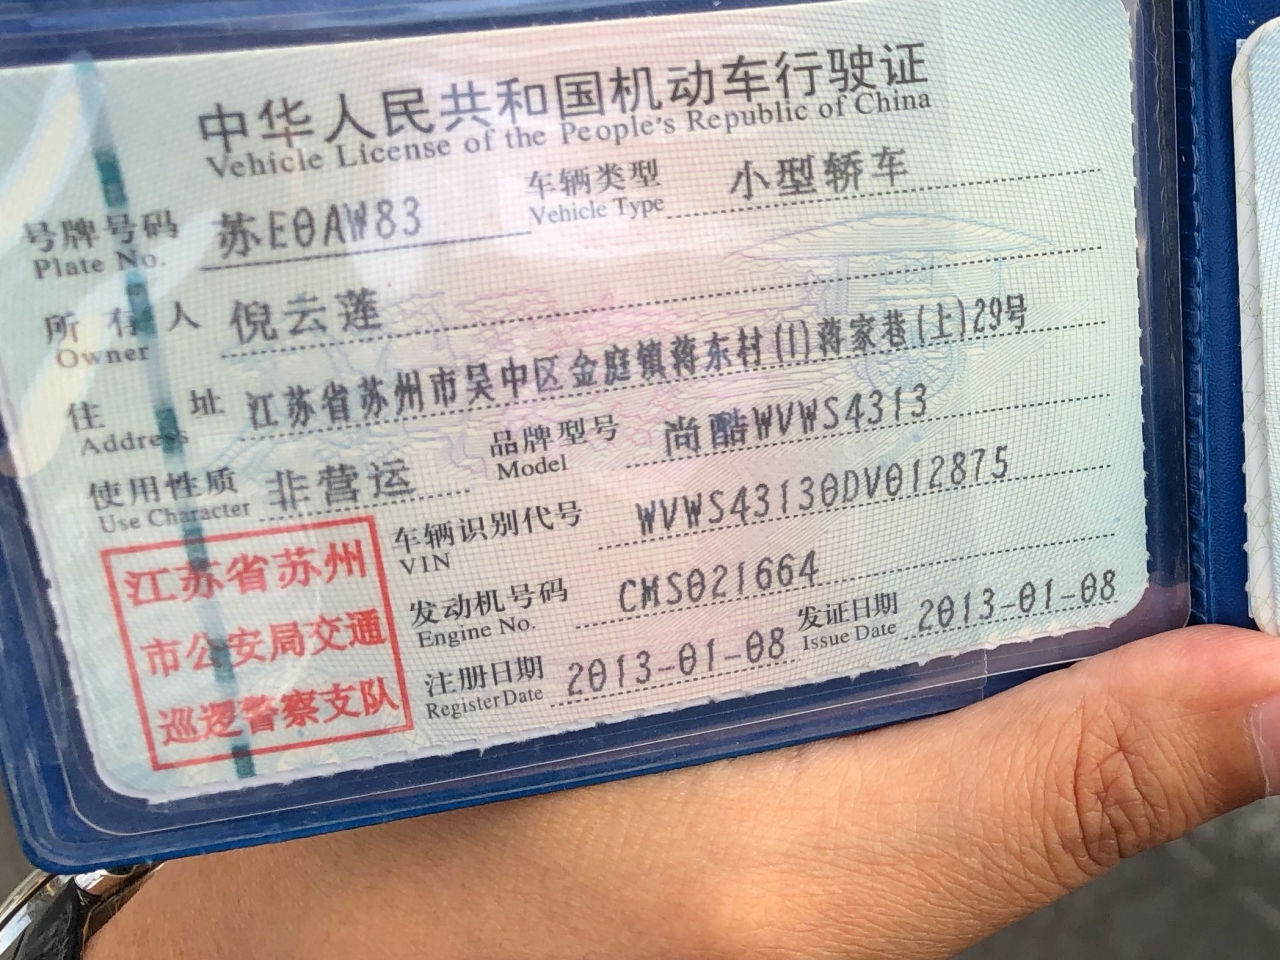 中华人民共和国机动车行驶证
Vehicle License of the People's Republic of China
号牌号码 苏E0AW83 车辆类型 小型轿车
Plate No. Vehicle Type
所有人 倪云莲
Owner
住址 江苏省苏州市吴中区金庭镇蒋东村(1)蒋家巷(上)29号
Address
使用性质 非营运 品牌型号 尚酷WVWS4313
Use Character Model
车辆识别代号 WVWS43130DV012875
VIN
发动机号码 CMS021664
Engine No.
注册日期 2013-01-08 发证日期 2013-01-08
Register Date Issue Date
江苏省苏州
市公安局交通
巡逻警察支队